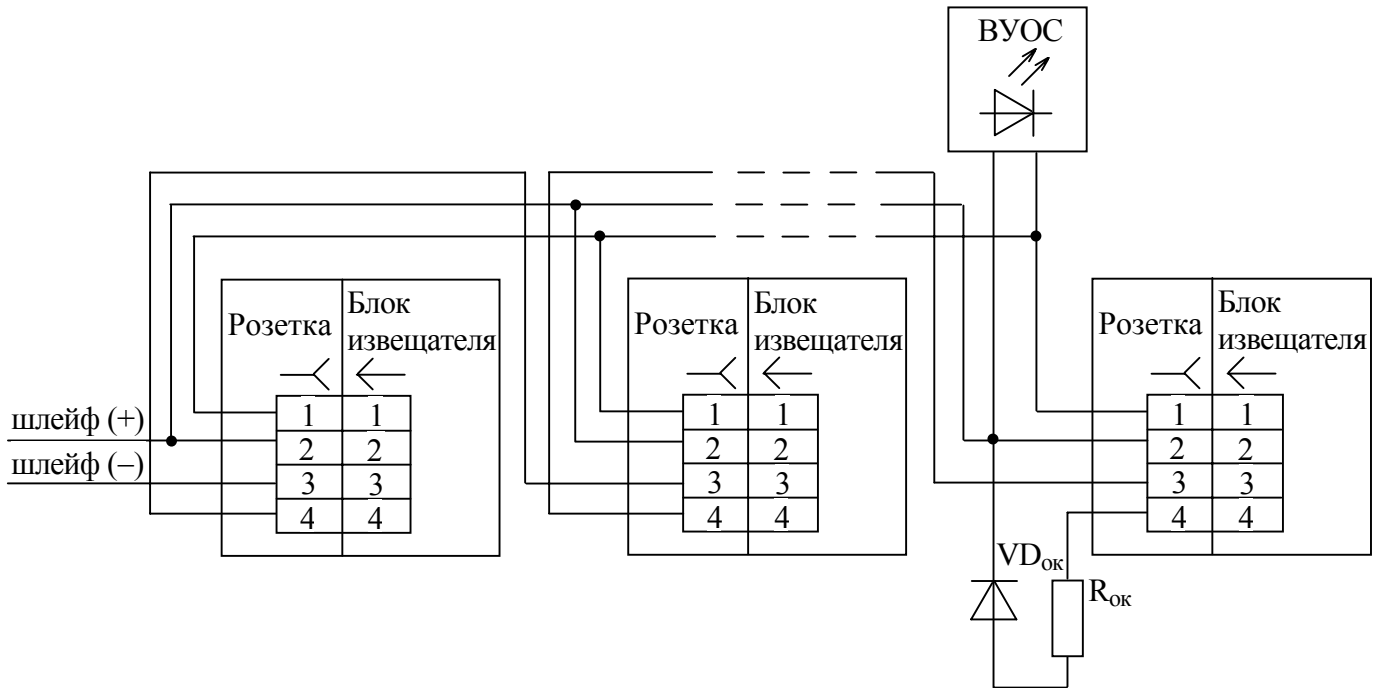 ВУОС
Розетка
Блок
извещателя
1 1
2 2
3 3
4 4
Розетка
Блок
извещателя
1 1
2 2
3 3
4 4
Розетка
Блок
извещателя
1 1
2 2
3 3
4 4
шлейф (+)
шлейф (–)
VDок
Rок